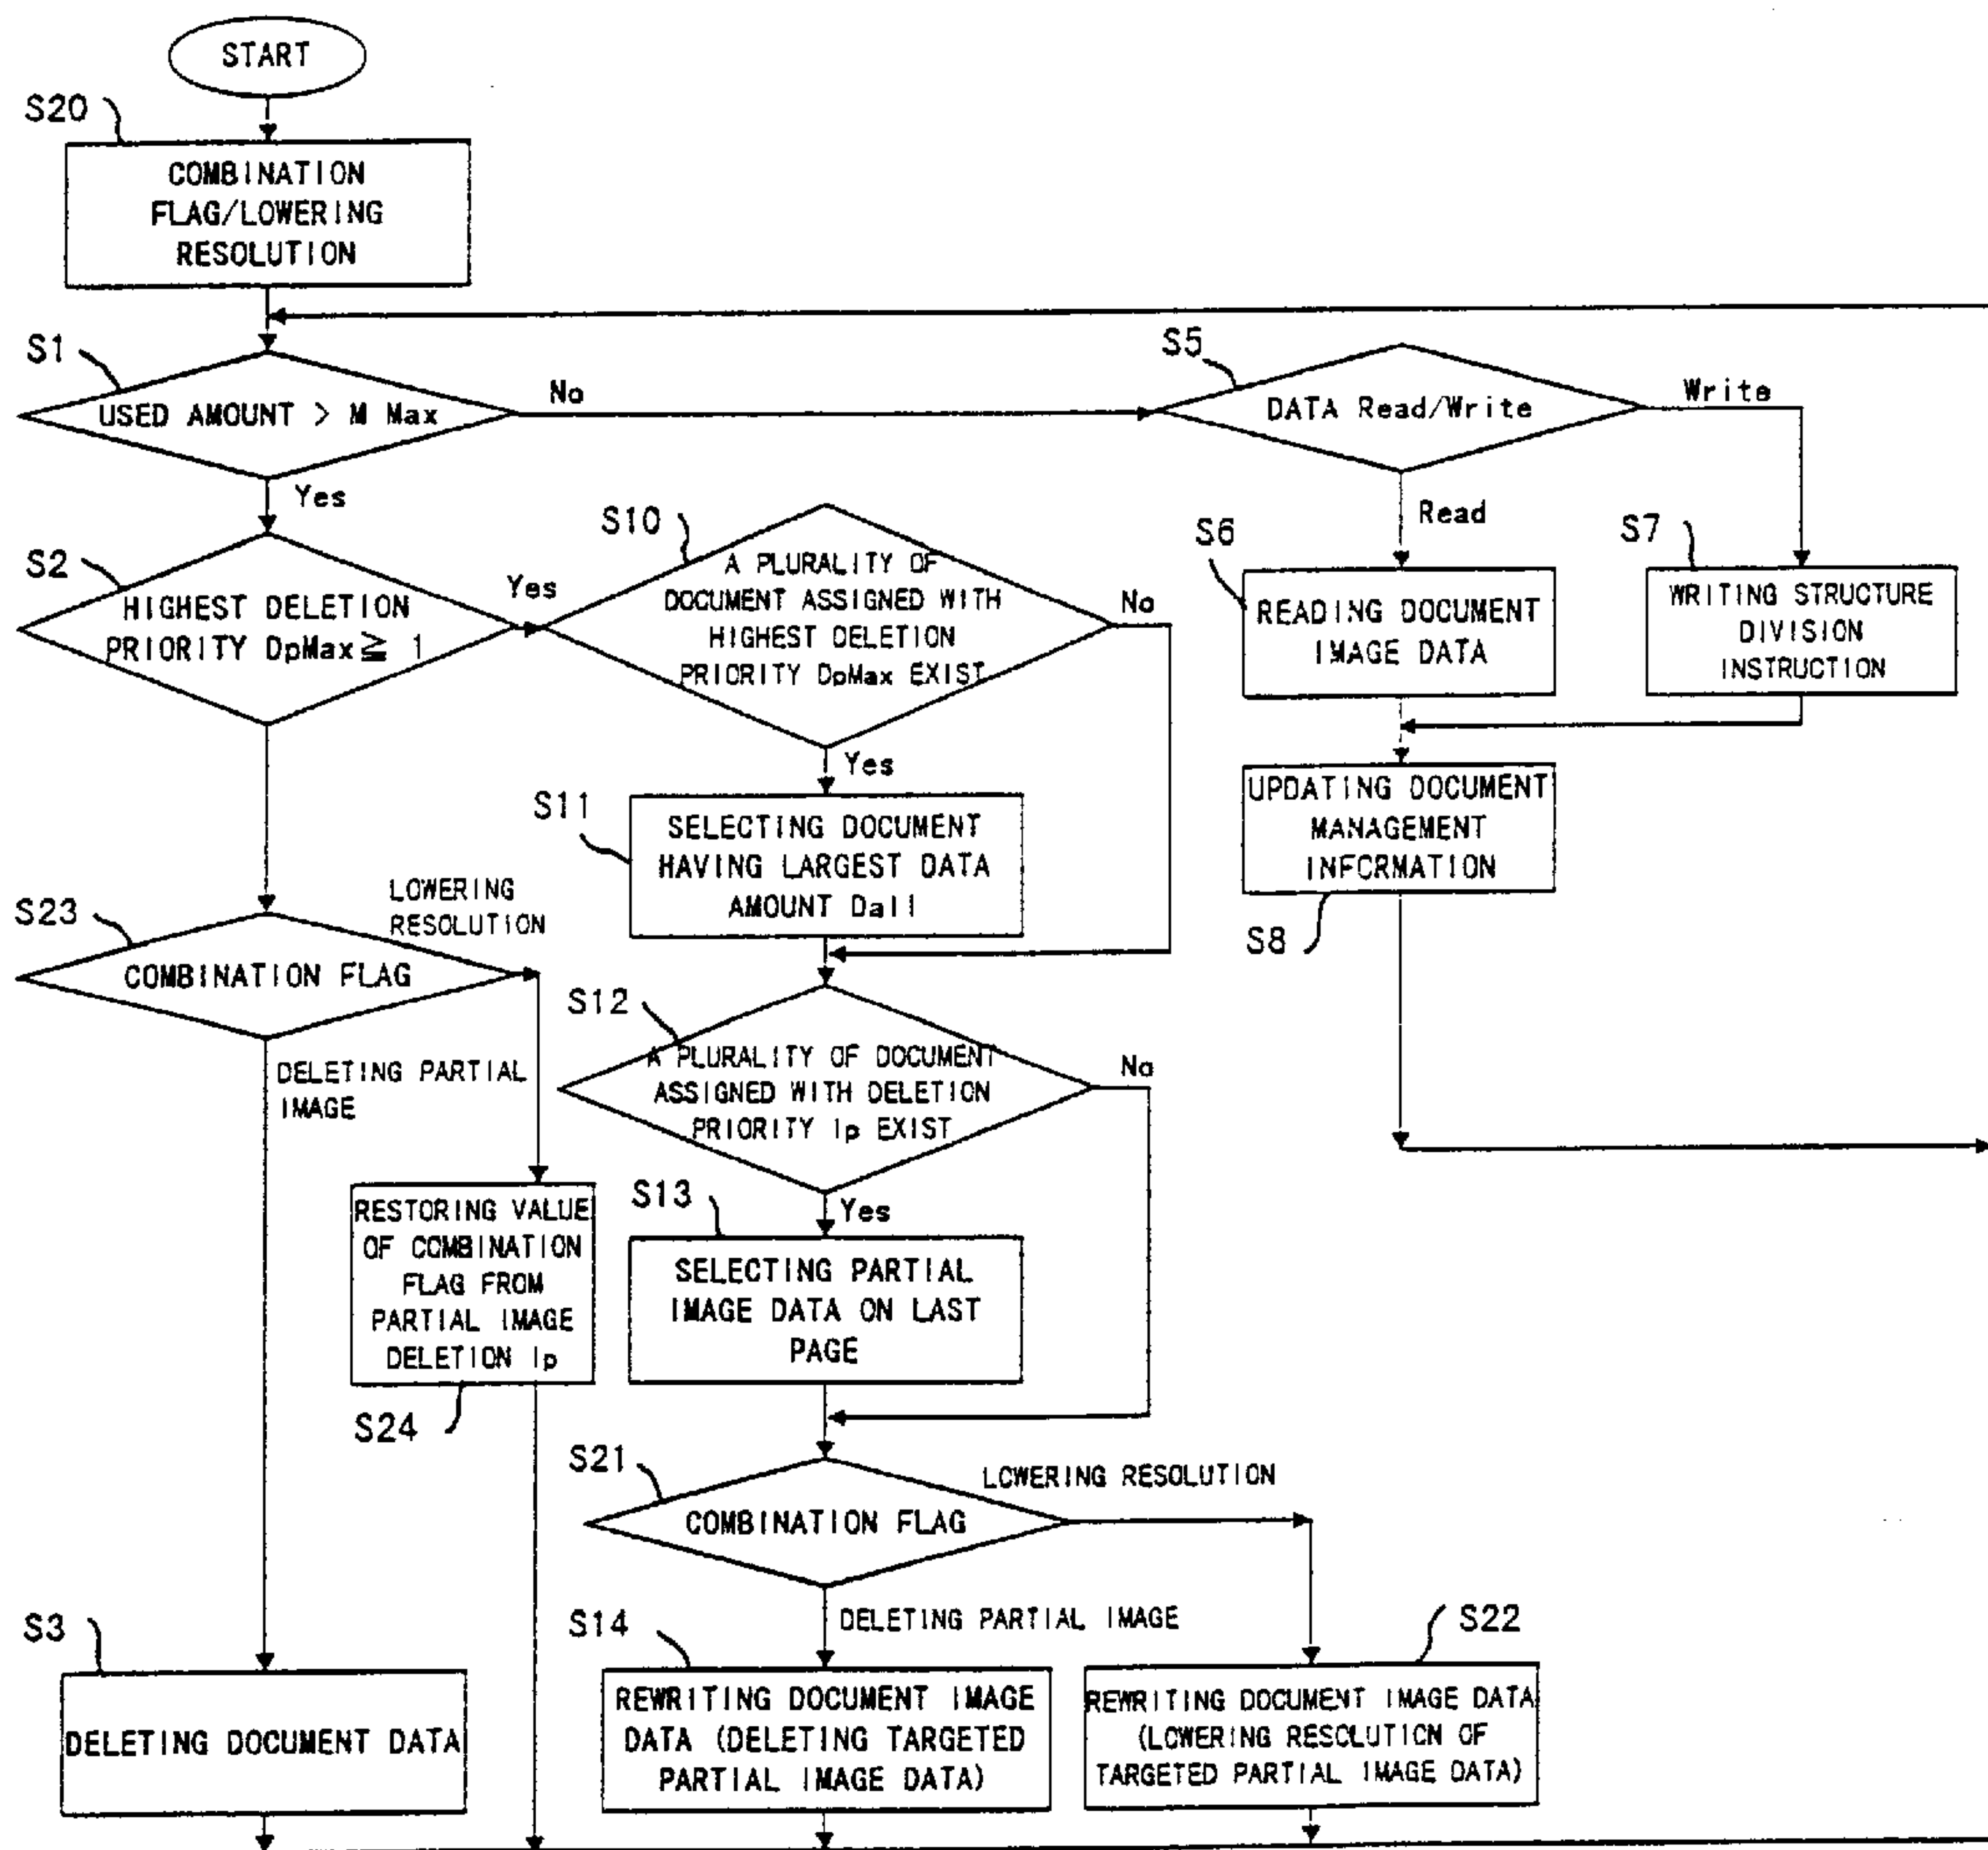 START
S20
COMBINATION
FLAG/LOWERING
RESOLUTION
S1
USED AMOUNT > M Max
No
Yes
S5
DATA Read/Write
Write
Read
S2
HIGHEST DELETION
PRIORITY DpMax ≧ 1
Yes
S10
A PLURALITY OF
DOCUMENT ASSIGNED WITH
HIGHEST DELETION
PRIORITY DpMax EXIST
No
Yes
S6
READING DOCUMENT
IMAGE DATA
S7
WRITING STRUCTURE
DIVISION
INSTRUCTION
S11
SELECTING DOCUMENT
HAVING LARGEST DATA
AMOUNT Dall
UPDATING DOCUMENT
MANAGEMENT
INFORMATION
S8
S23
COMBINATION FLAG
LOWERING
RESOLUTION
DELETING PARTIAL
IMAGE
S12
A PLURALITY OF DOCUMENT
ASSIGNED WITH DELETION
PRIORITY Ip EXIST
No
Yes
RESTORING VALUE
OF COMBINATION
FLAG FROM
PARTIAL IMAGE
DELETION Ip
S24
S13
SELECTING PARTIAL
IMAGE DATA ON LAST
PAGE
S21
COMBINATION FLAG
LOWERING RESOLUTION
DELETING PARTIAL IMAGE
S3
DELETING DOCUMENT DATA
S14
REWRITING DOCUMENT IMAGE
DATA (DELETING TARGETED
PARTIAL IMAGE DATA)
S22
REWRITING DOCUMENT IMAGE DATA
(LOWERING RESOLUTION OF
TARGETED PARTIAL IMAGE DATA)